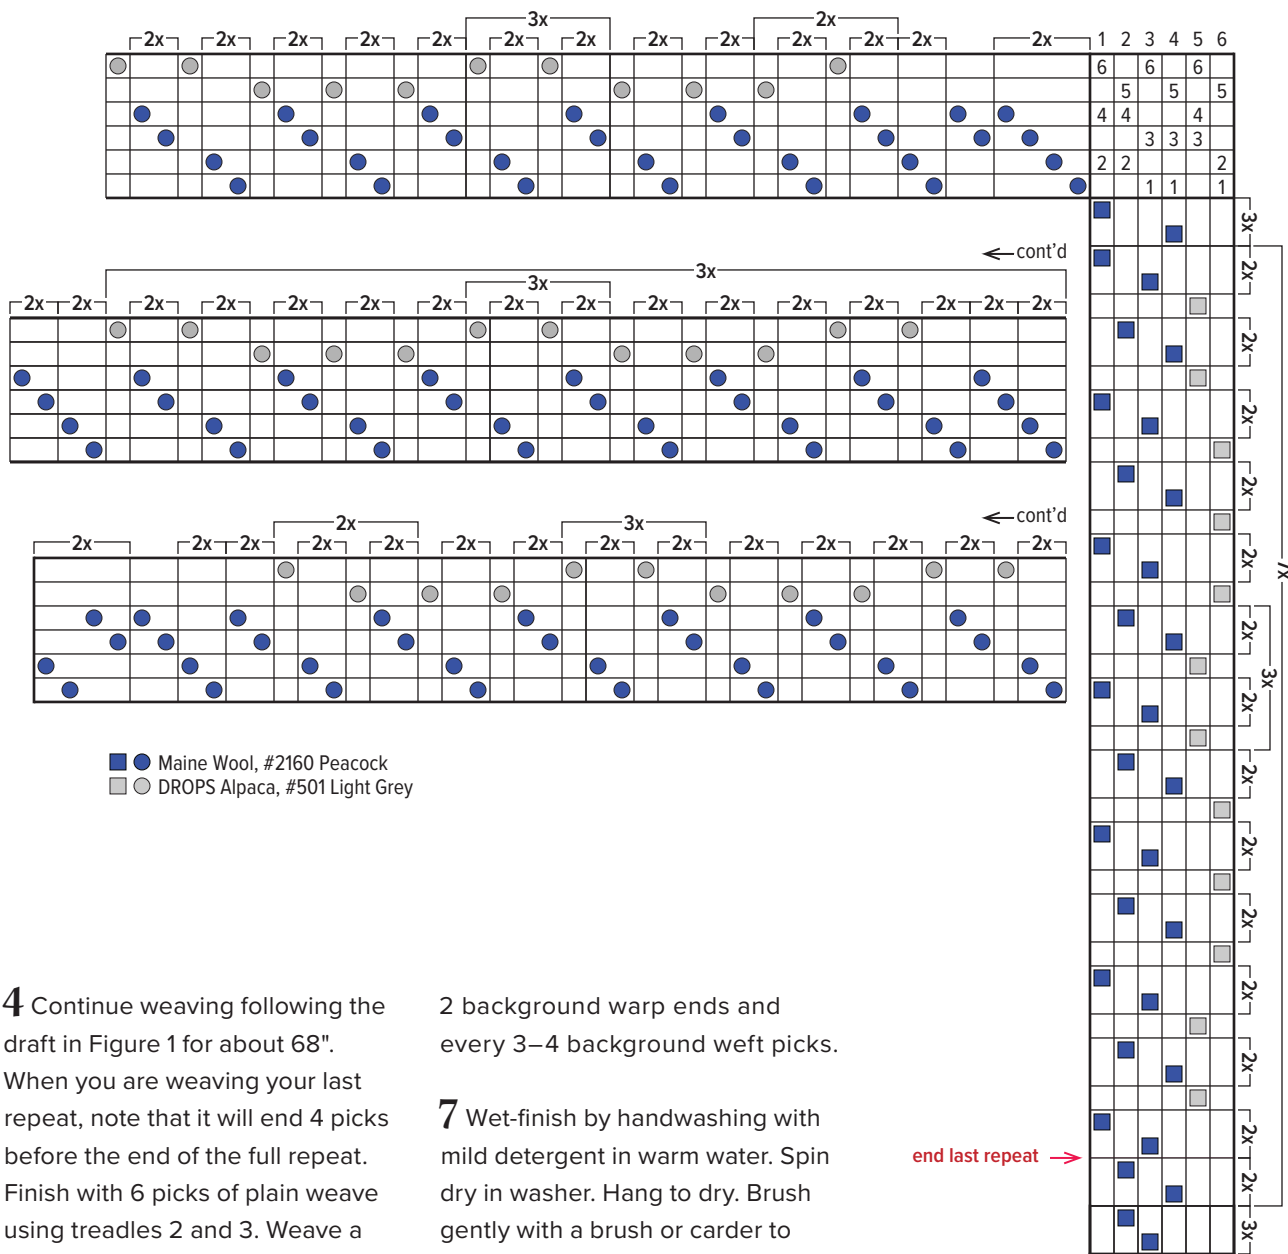 3x 2x
2x 2x 2x 2x 2x 2x 2x 2x 2x 2x 2x 2x 2x 1 2 3 4 5 6
6 6 6
5 5 5
4 4 4
3 3 3
2 2 2
1 1 1
3x
cont'd
3x
3x
2x 2x 2x 2x 2x 2x 2x 2x 2x 2x 2x 2x 2x 2x 2x
cont'd
2x 3x
2x 2x 2x 2x 2x 2x 2x 2x 2x 2x 2x 2x 2x 2x
2x
2x
2x
2x
2x
2x
2x
3x
2x
2x
2x
2x
2x
2x
2x
7x
3x
Maine Wool, #2160 Peacock
DROPS Alpaca, #501 Light Grey
4 Continue weaving following the
draft in Figure 1 for about 68".
When you are weaving your last
repeat, note that it will end 4 picks
before the end of the full repeat.
Finish with 6 picks of plain weave
using treadles 2 and 3. Weave a
2 background warp ends and
every 3–4 background weft picks.
7 Wet-finish by handwashing with
mild detergent in warm water. Spin
dry in washer. Hang to dry. Brush
gently with a brush or carder to
end last repeat